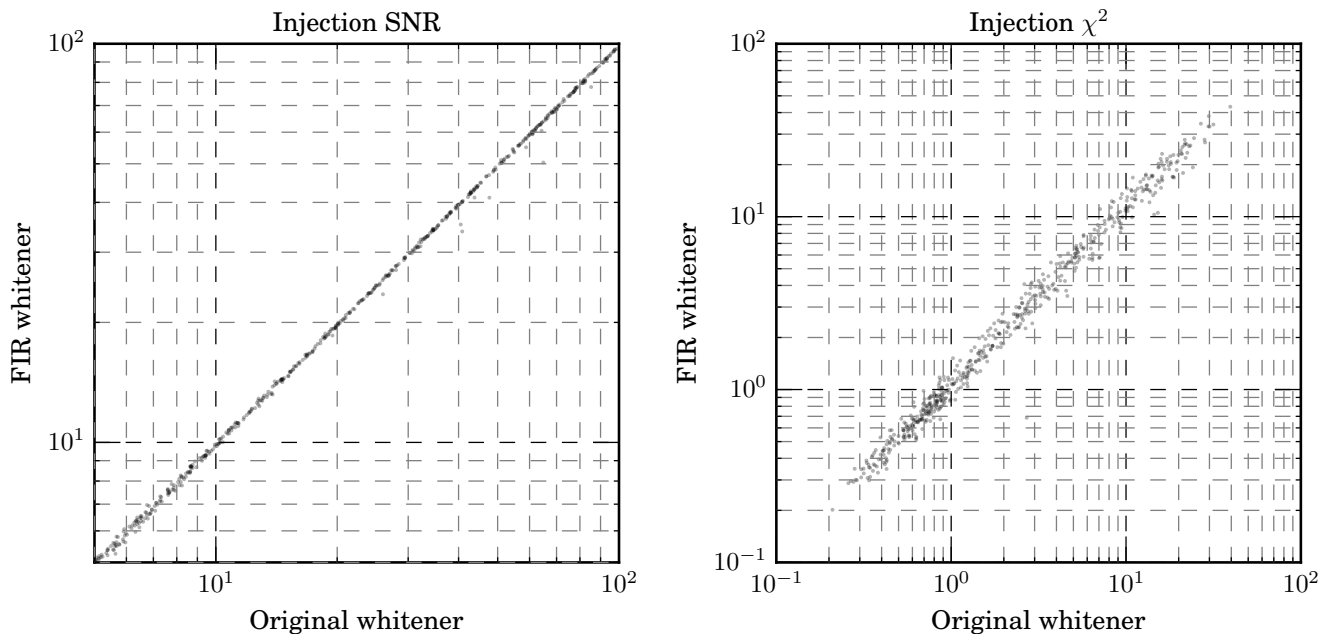 Injection SNR
10²
10¹
10¹
10²
FIR whitener
Original whitener
Injection χ²
10²
10¹
10⁰
10⁻¹
10⁻¹
10⁰
10¹
10²
FIR whitener
Original whitener